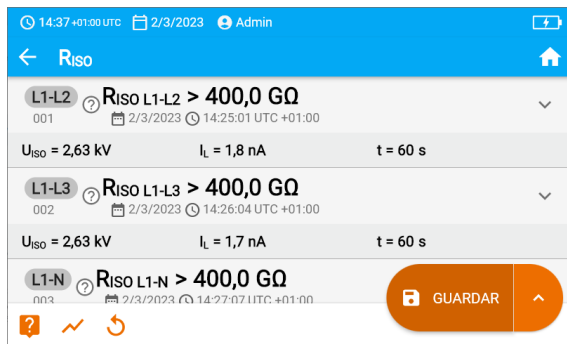 14:37 +01:00 UTC 2/3/2023 Admin
RISO
L1-L2 ? RISO L1-L2 > 400,0 GΩ
001 2/3/2023 14:25:01 UTC +01:00
UISO = 2,63 kV IL = 1,8 nA t = 60 s
L1-L3 ? RISO L1-L3 > 400,0 GΩ
002 2/3/2023 14:26:04 UTC +01:00
UISO = 2,63 kV IL = 1,7 nA t = 60 s
L1-N ? RISO L1-N > 400,0 GΩ
003 2/3/2023 14:27:07 UTC +01:00
GUARDAR
?